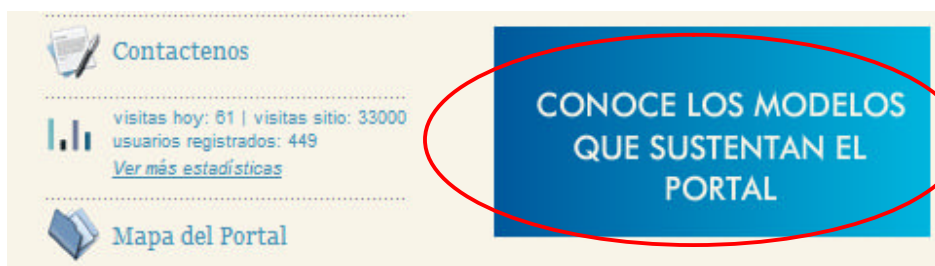 Contactenos
visitas hoy: 61 | visitas sitio: 33000
usuarios registrados: 449
Ver más estadísticas
Mapa del Portal
CONOCE LOS MODELOS
QUE SUSTENTAN EL
PORTAL